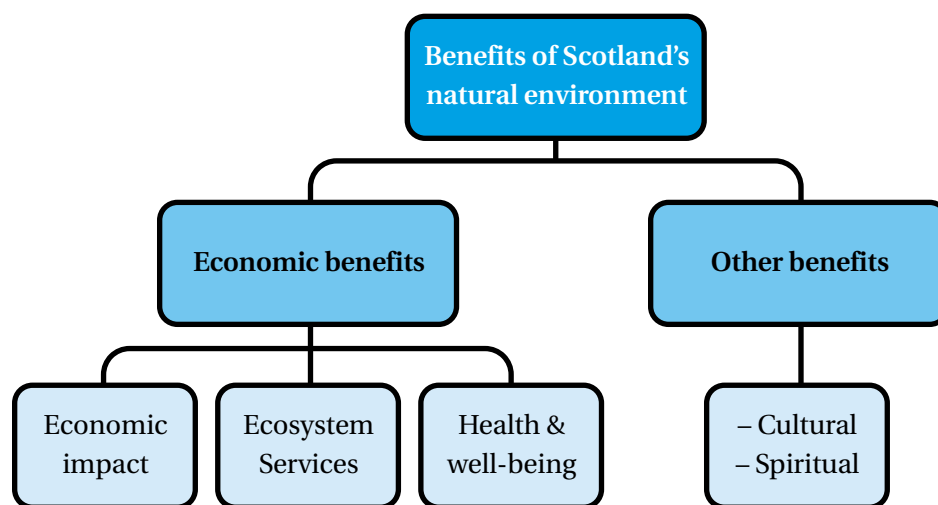 Benefits of Scotland’s
natural environment
Economic benefits
Other benefits
Economic
impact
Ecosystem
Services
Health &
well-being
– Cultural
– Spiritual